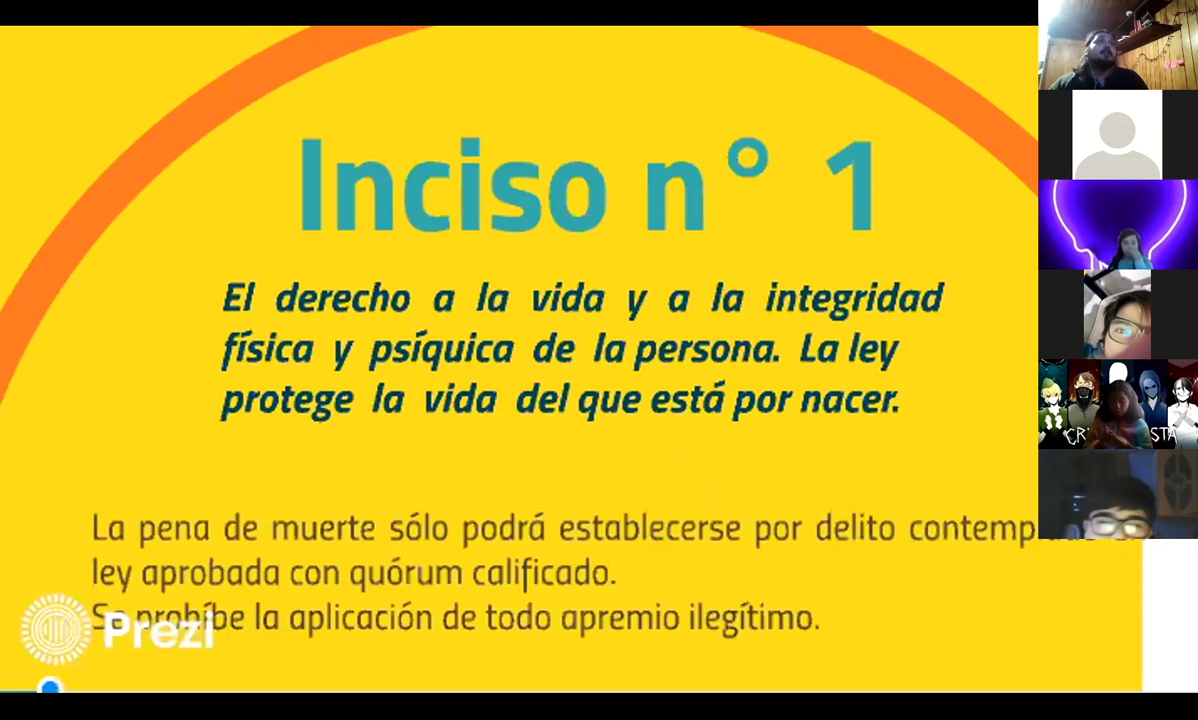 Inciso n° 1
El derecho a la vida y a la integridad
física y psíquica de la persona. La ley
protege la vida del que está por nacer.
La pena de muerte sólo podrá establecerse por delito
ley aprobada con quórum calificado.
Se prohíbe la aplicación de todo apremio ilegítimo.
Prezi